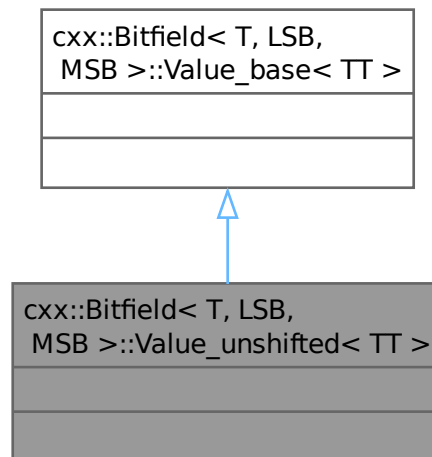 cxx::Bitfield< T, LSB,
MSB >::Value_base< TT >
cxx::Bitfield< T, LSB,
MSB >::Value_unshifted< TT >